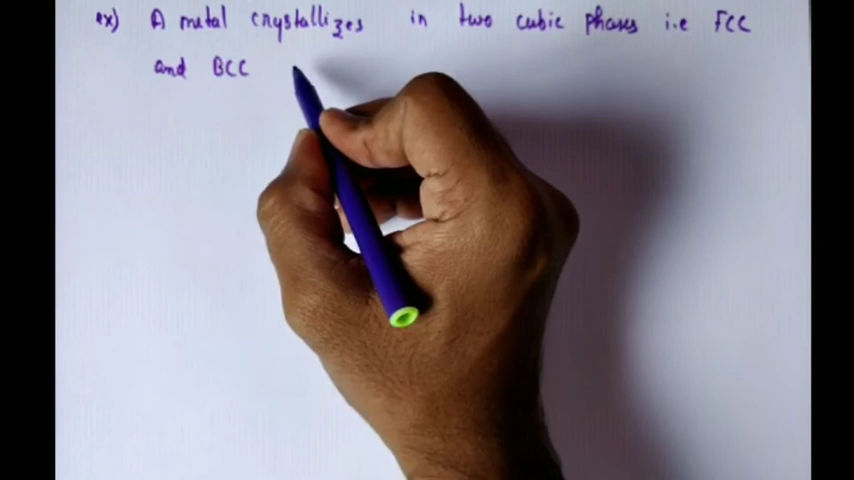 ex) A metal crystallizes in two cubic phases i.e FCC
and BCC